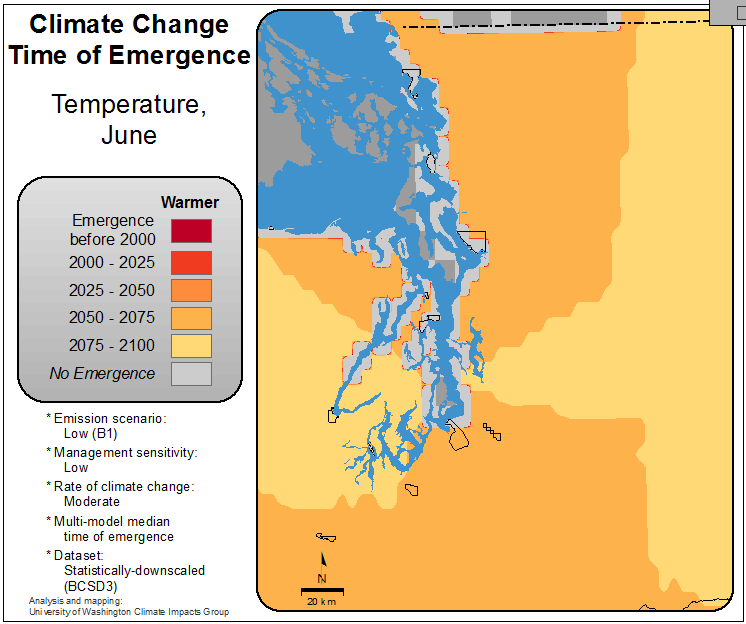 Climate Change
Time of Emergence
Temperature,
June
Warmer
Emergence
before 2000
2000 - 2025
2025 - 2050
2050 - 2075
2075 - 2100
No Emergence
* Emission scenario:
Low (B1)
* Management sensitivity:
Low
* Rate of climate change:
Moderate
* Multi-model median
time of emergence
* Dataset:
Statistically-downscaled
(BCSD3)
Analysis and mapping:
University of Washington Climate Impacts Group
N
20 km